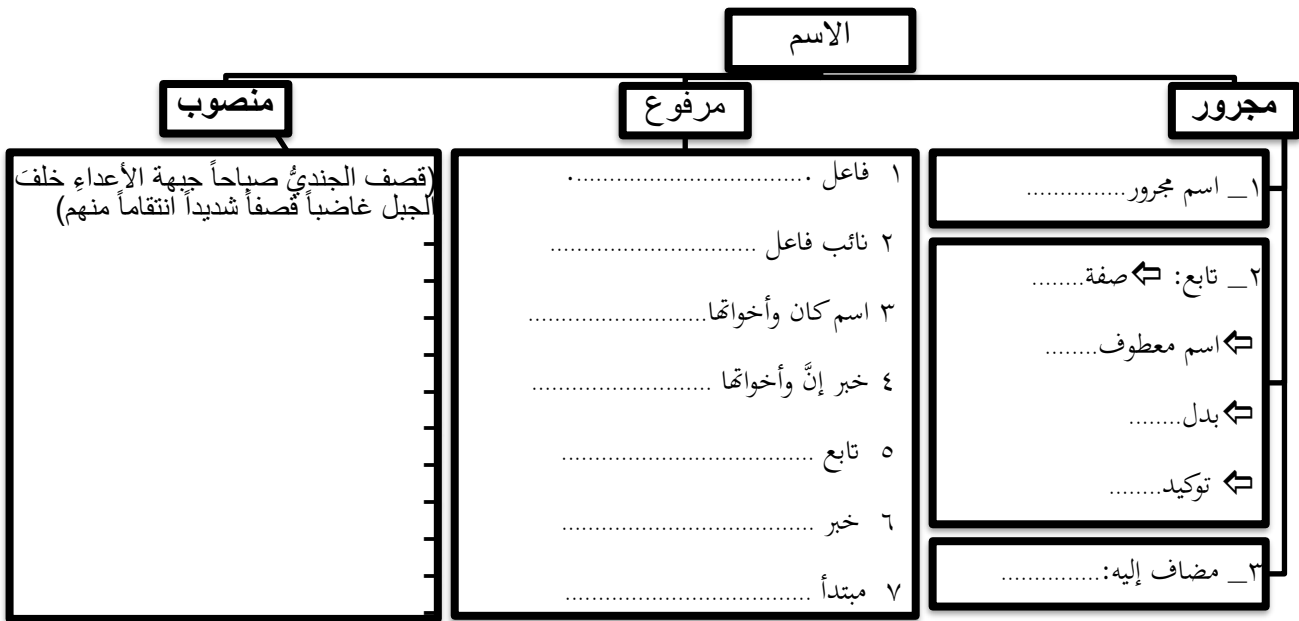 الاسم
مجرور
مرفوع
منصوب
١_ اسم مجرور...............
٢_ تابع: ⇦صفة........
⇦اسم معطوف........
⇦بدل........
⇦ توكيد........
٣_ مضاف إليه:...............
١ فاعل .................................
٢ نائب فاعل ..............................
٣ اسم كان وأخواتها..........................
٤ خبر إنَّ وأخواتها ..........................
٥ تابع ....................................
٦ خبر ....................................
٧ مبتدأ ...................................
(قصف الجنديُّ صباحاً جبهة الأعداءِ خلفَ
الجبل غاضباً قصفاً شديداً انتقاماً منهم)
-
-
-
-
-
-
-
-
-
-
-